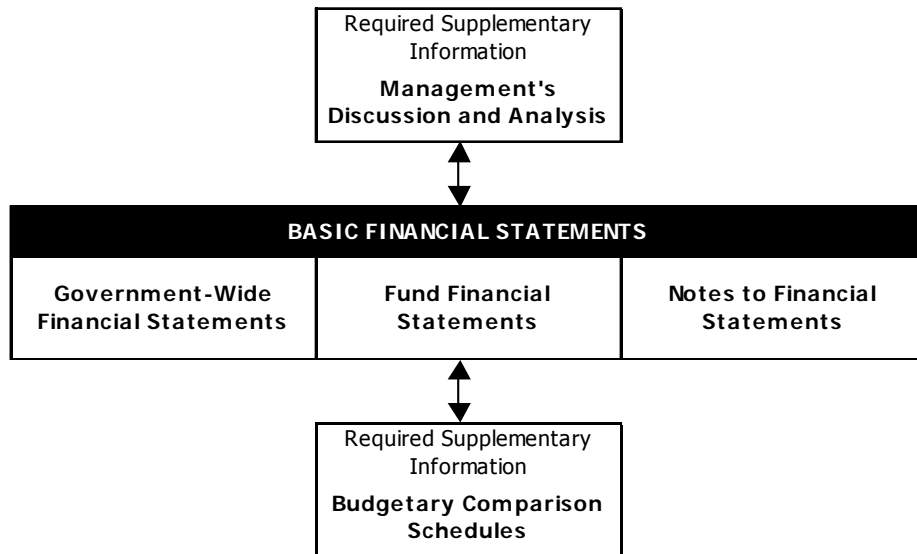 Required Supplementary
Information
Management's
Discussion and Analysis
BASIC FINANCIAL STATEMENTS
Government-Wide
Financial Statements
Fund Financial
Statements
Notes to Financial
Statements
Required Supplementary
Information
Budgetary Comparison
Schedules